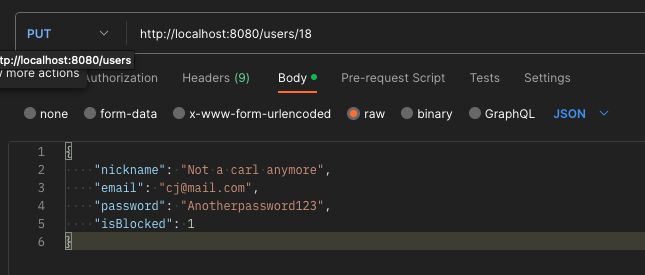 PUT http://localhost:8080/users/18
tp://localhost:8080/users
w more actions
Authorization Headers (9) Body Pre-request Script Tests Settings
none form-data x-www-form-urlencoded raw binary GraphQL JSON
1 {
2 "nickname": "Not a carl anymore",
3 "email": "cj@mail.com",
4 "password": "Anotherpassword123",
5 "isBlocked": 1
6 }